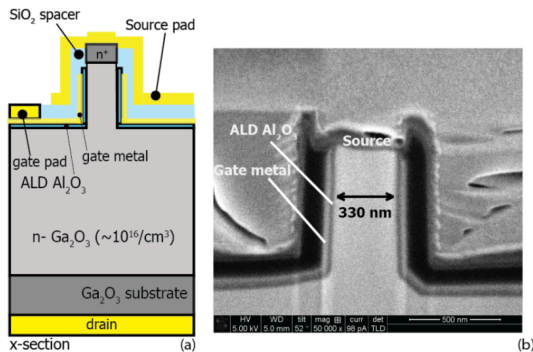 SiO₂ spacer
Source pad
n⁺
gate pad
gate metal
ALD Al₂O₃
n- Ga₂O₃ (~10¹⁶/cm³)
Ga₂O₃ substrate
drain
x-section
(a)
ALD Al₂O₃
Source
Gate metal
330 nm
HV WD tilt mag ⊞ curr det
5.00 kV 5.0 mm 52 ° 50 000 x 98 pA TLD
500 nm
(b)